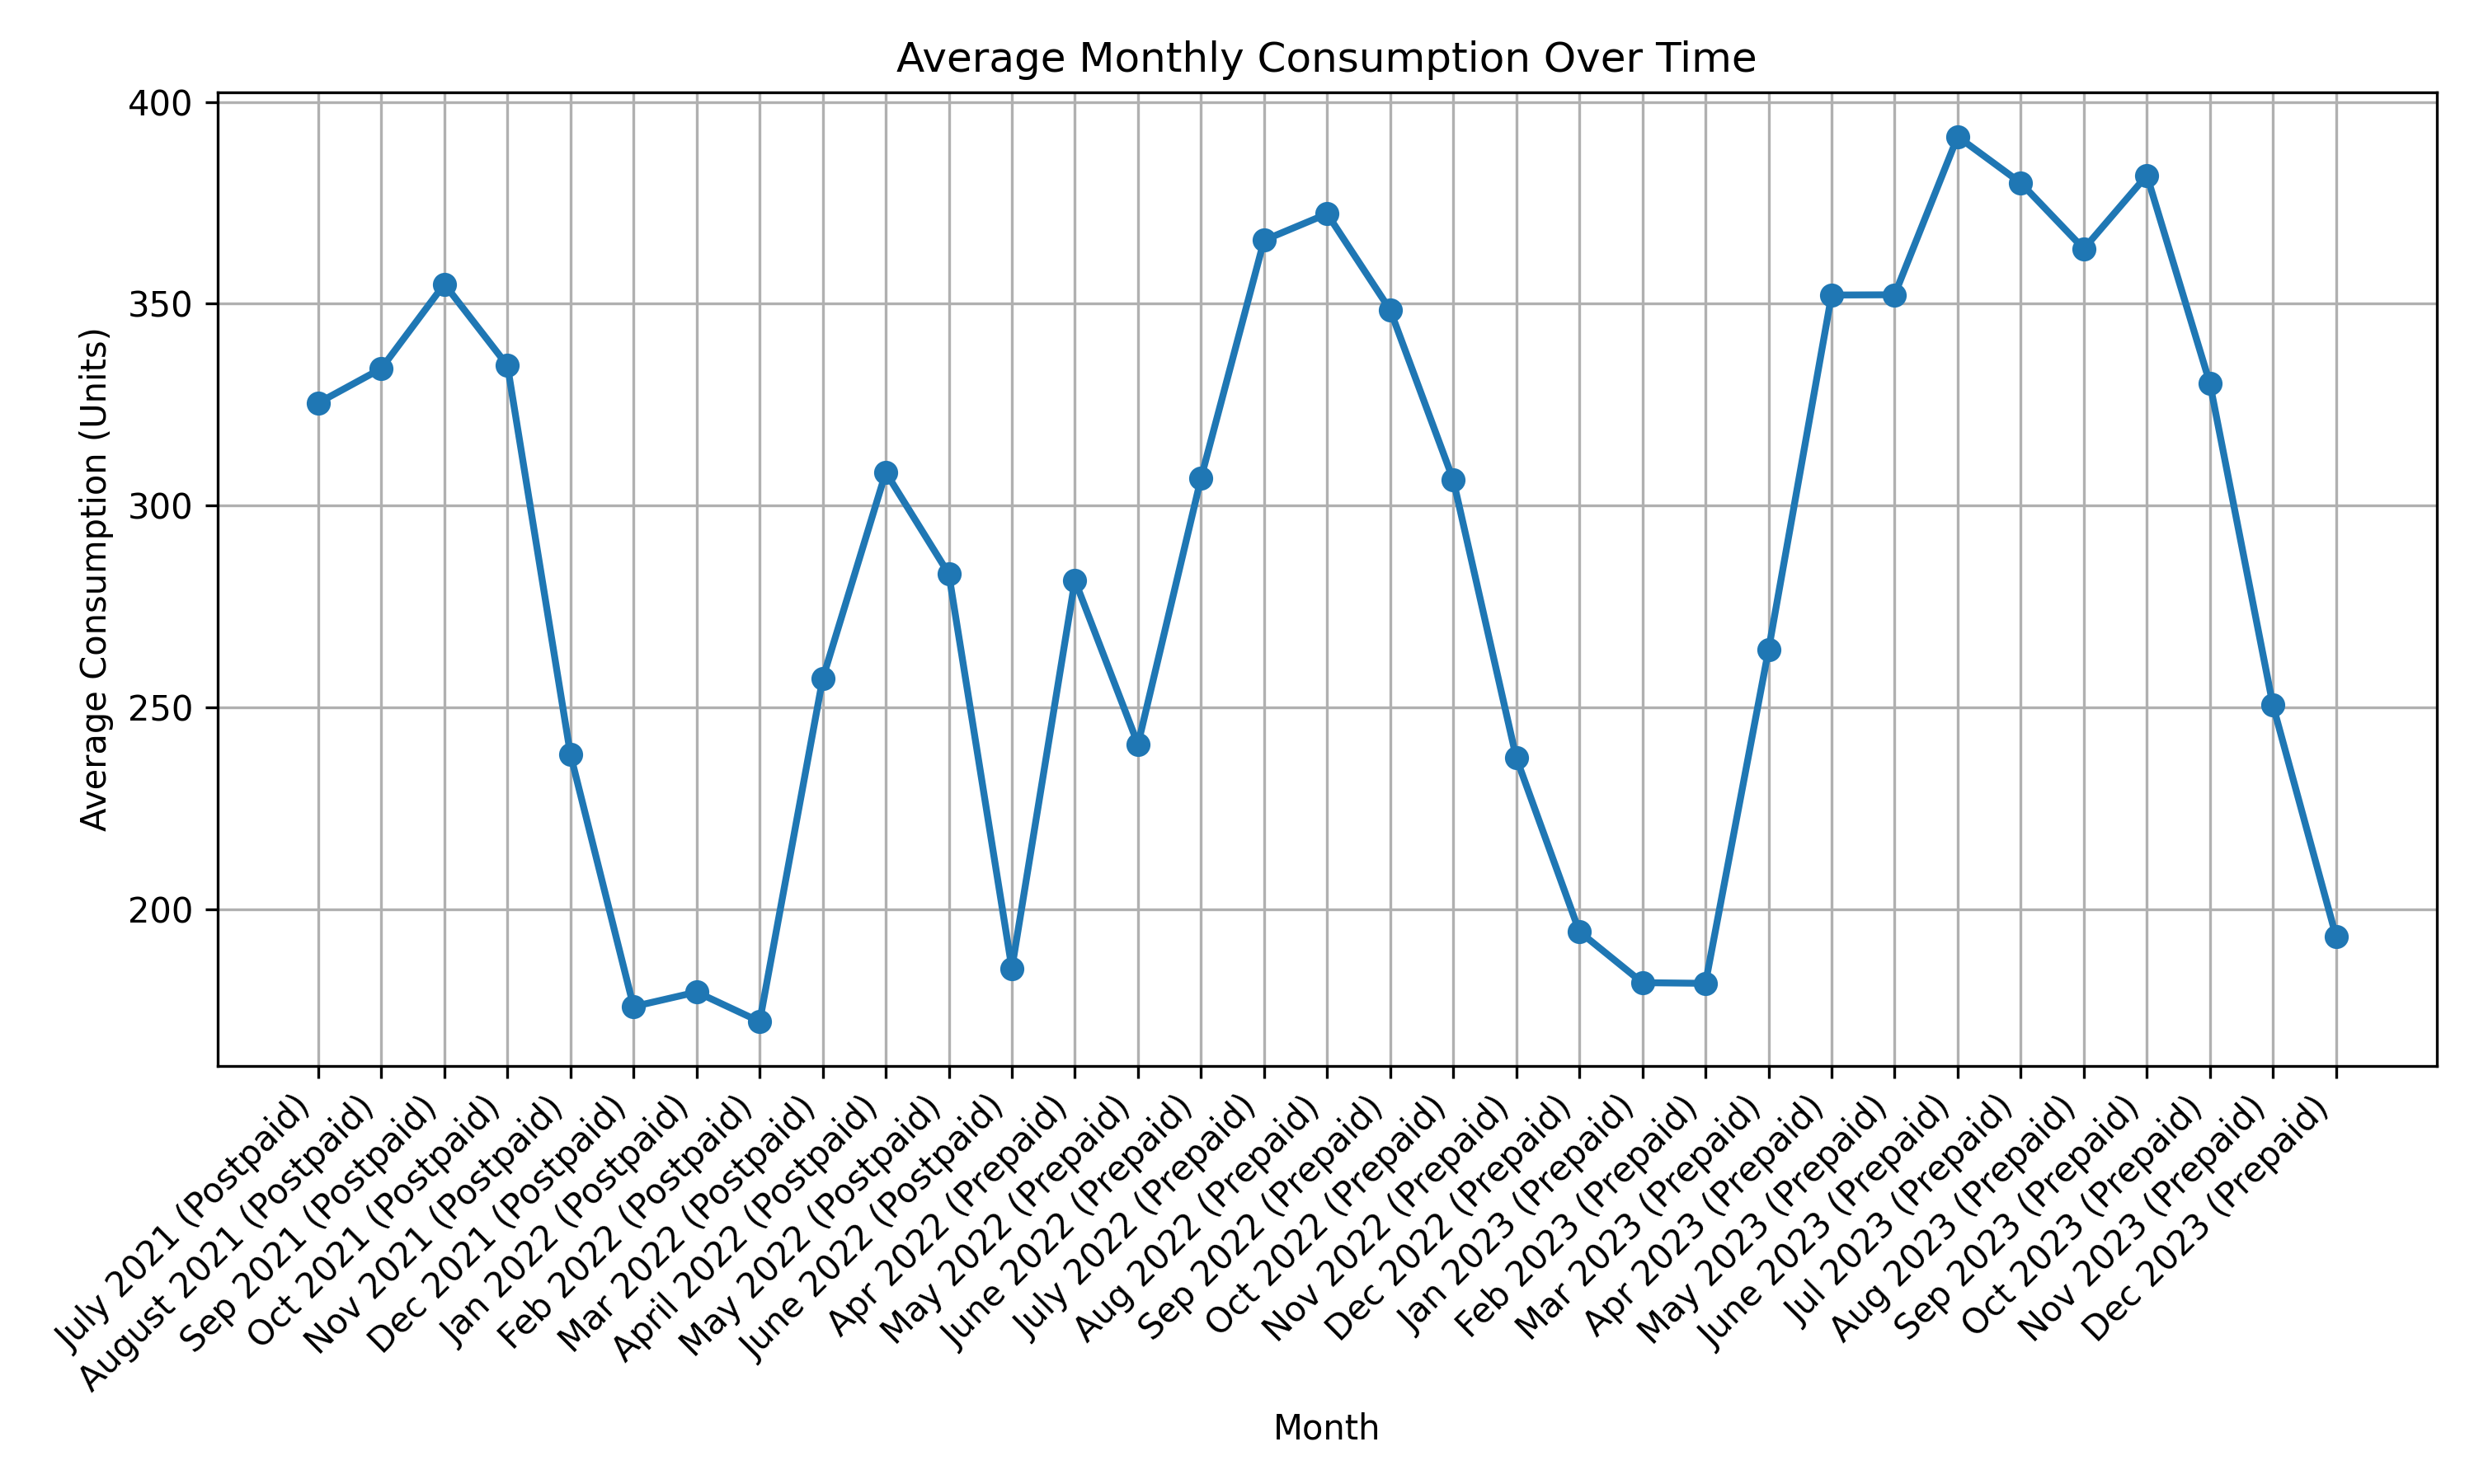 Average Monthly Consumption Over Time
400
350
300
250
200
Average Consumption (Units)
July 2021 (Postpaid)
August 2021 (Postpaid)
Sep 2021 (Postpaid)
Oct 2021 (Postpaid)
Nov 2021 (Postpaid)
Dec 2021 (Postpaid)
Jan 2022 (Postpaid)
Feb 2022 (Postpaid)
Mar 2022 (Postpaid)
April 2022 (Postpaid)
May 2022 (Postpaid)
June 2022 (Postpaid)
Apr 2022 (Prepaid)
May 2022 (Prepaid)
June 2022 (Prepaid)
July 2022 (Prepaid)
Aug 2022 (Prepaid)
Sep 2022 (Prepaid)
Oct 2022 (Prepaid)
Nov 2022 (Prepaid)
Dec 2022 (Prepaid)
Jan 2023 (Prepaid)
Feb 2023 (Prepaid)
Mar 2023 (Prepaid)
Apr 2023 (Prepaid)
May 2023 (Prepaid)
June 2023 (Prepaid)
Jul 2023 (Prepaid)
Aug 2023 (Prepaid)
Sep 2023 (Prepaid)
Oct 2023 (Prepaid)
Nov 2023 (Prepaid)
Dec 2023 (Prepaid)
Month